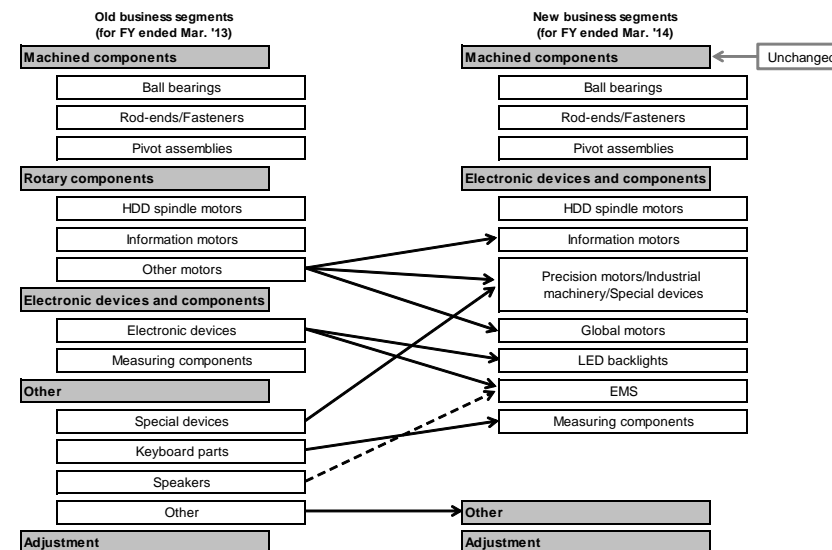 Old business segments
(for FY ended Mar. '13)
Machined components
Ball bearings
Rod-ends/Fasteners
Pivot assemblies
Rotary components
HDD spindle motors
Information motors
Other motors
Electronic devices and components
Electronic devices
Measuring components
Other
Special devices
Keyboard parts
Speakers
Other
Adjustment
New business segments
(for FY ended Mar. '14)
Machined components
Unchanged
Ball bearings
Rod-ends/Fasteners
Pivot assemblies
Electronic devices and components
HDD spindle motors
Information motors
Precision motors/Industrial
machinery/Special devices
Global motors
LED backlights
EMS
Measuring components
Other
Adjustment